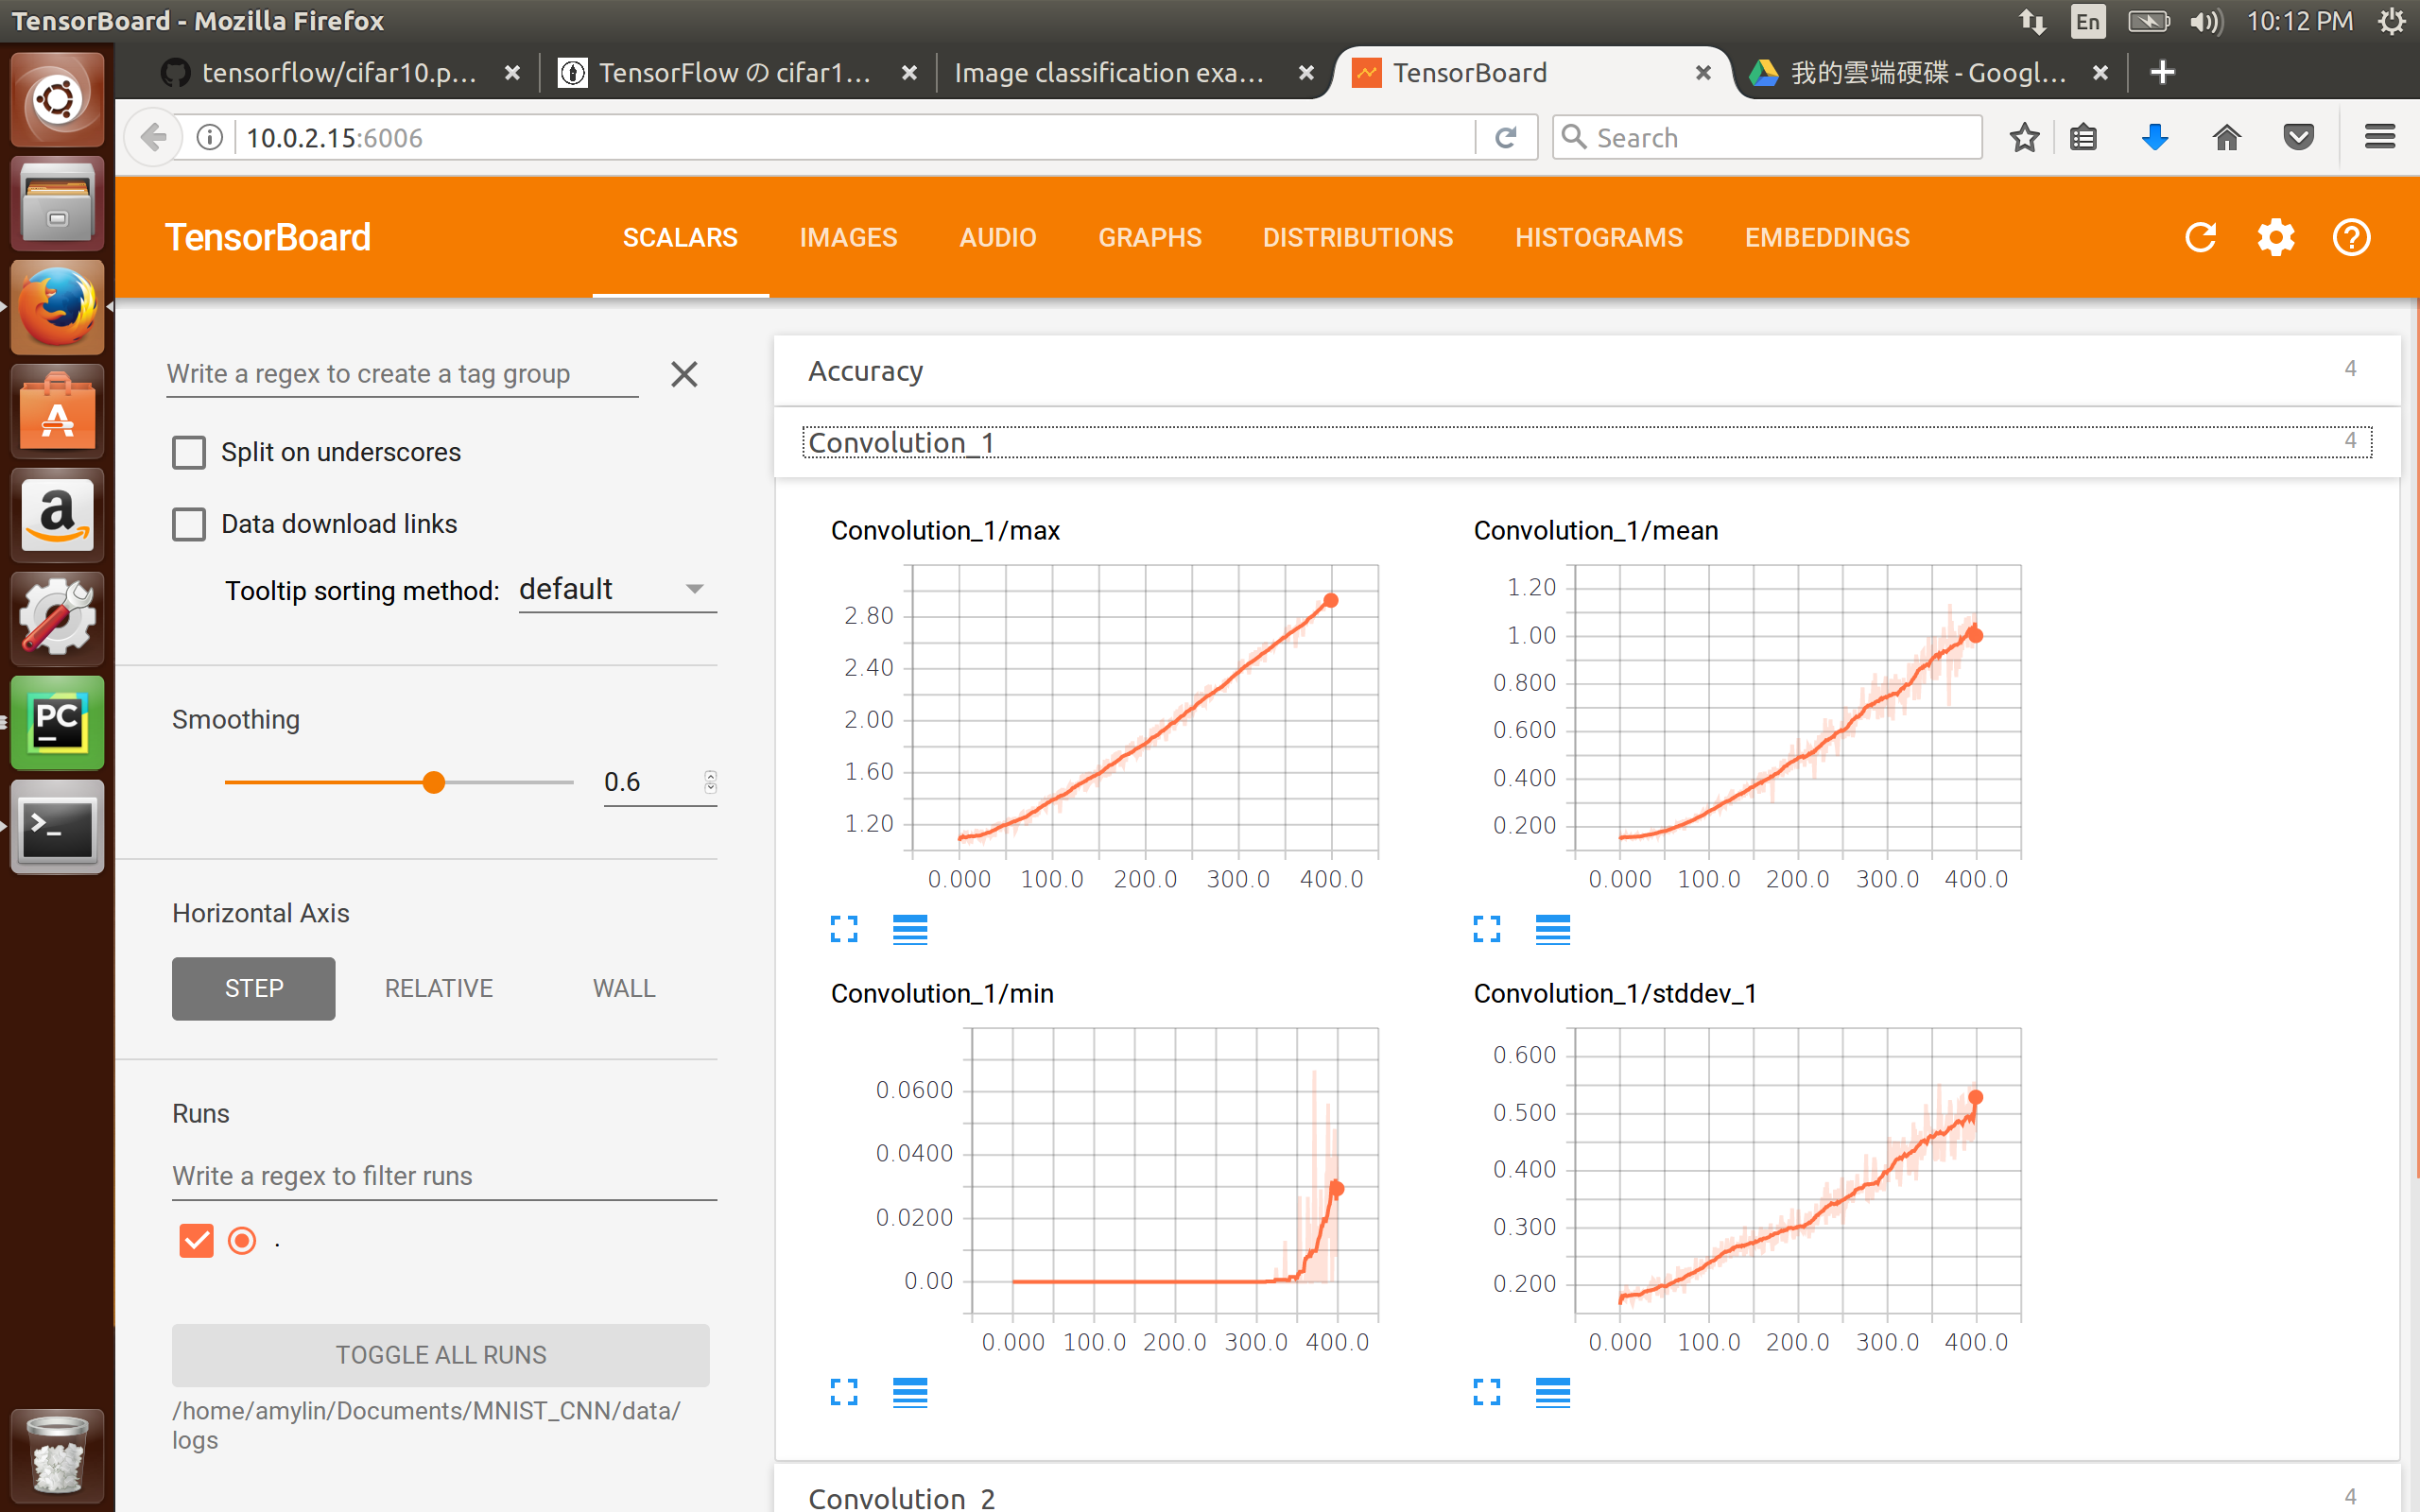 TensorBoard - Mozilla Firefox
En
10:12 PM
tensorflow/cifar10.p...
TensorFlow の cifar1...
Image classification exa...
TensorBoard
我的雲端硬碟 - Googl...
10.0.2.15:6006
Search
TensorBoard
SCALARS
IMAGES
AUDIO
GRAPHS
DISTRIBUTIONS
HISTOGRAMS
EMBEDDINGS
Write a regex to create a tag group
Split on underscores
Data download links
Tooltip sorting method: default
Smoothing
0.6
Horizontal Axis
STEP
RELATIVE
WALL
Runs
Write a regex to filter runs
.
TOGGLE ALL RUNS
/home/amylin/Documents/MNIST_CNN/data/
logs
PC
Accuracy
4
Convolution_1
4
Convolution_1/max
2.80
2.40
2.00
1.60
1.20
0.000 100.0 200.0 300.0 400.0
Convolution_1/mean
1.20
1.00
0.800
0.600
0.400
0.200
0.000 100.0 200.0 300.0 400.0
Convolution_1/min
0.0600
0.0400
0.0200
0.00
0.000 100.0 200.0 300.0 400.0
Convolution_1/stddev_1
0.600
0.500
0.400
0.300
0.200
0.000 100.0 200.0 300.0 400.0
Convolution_2
4